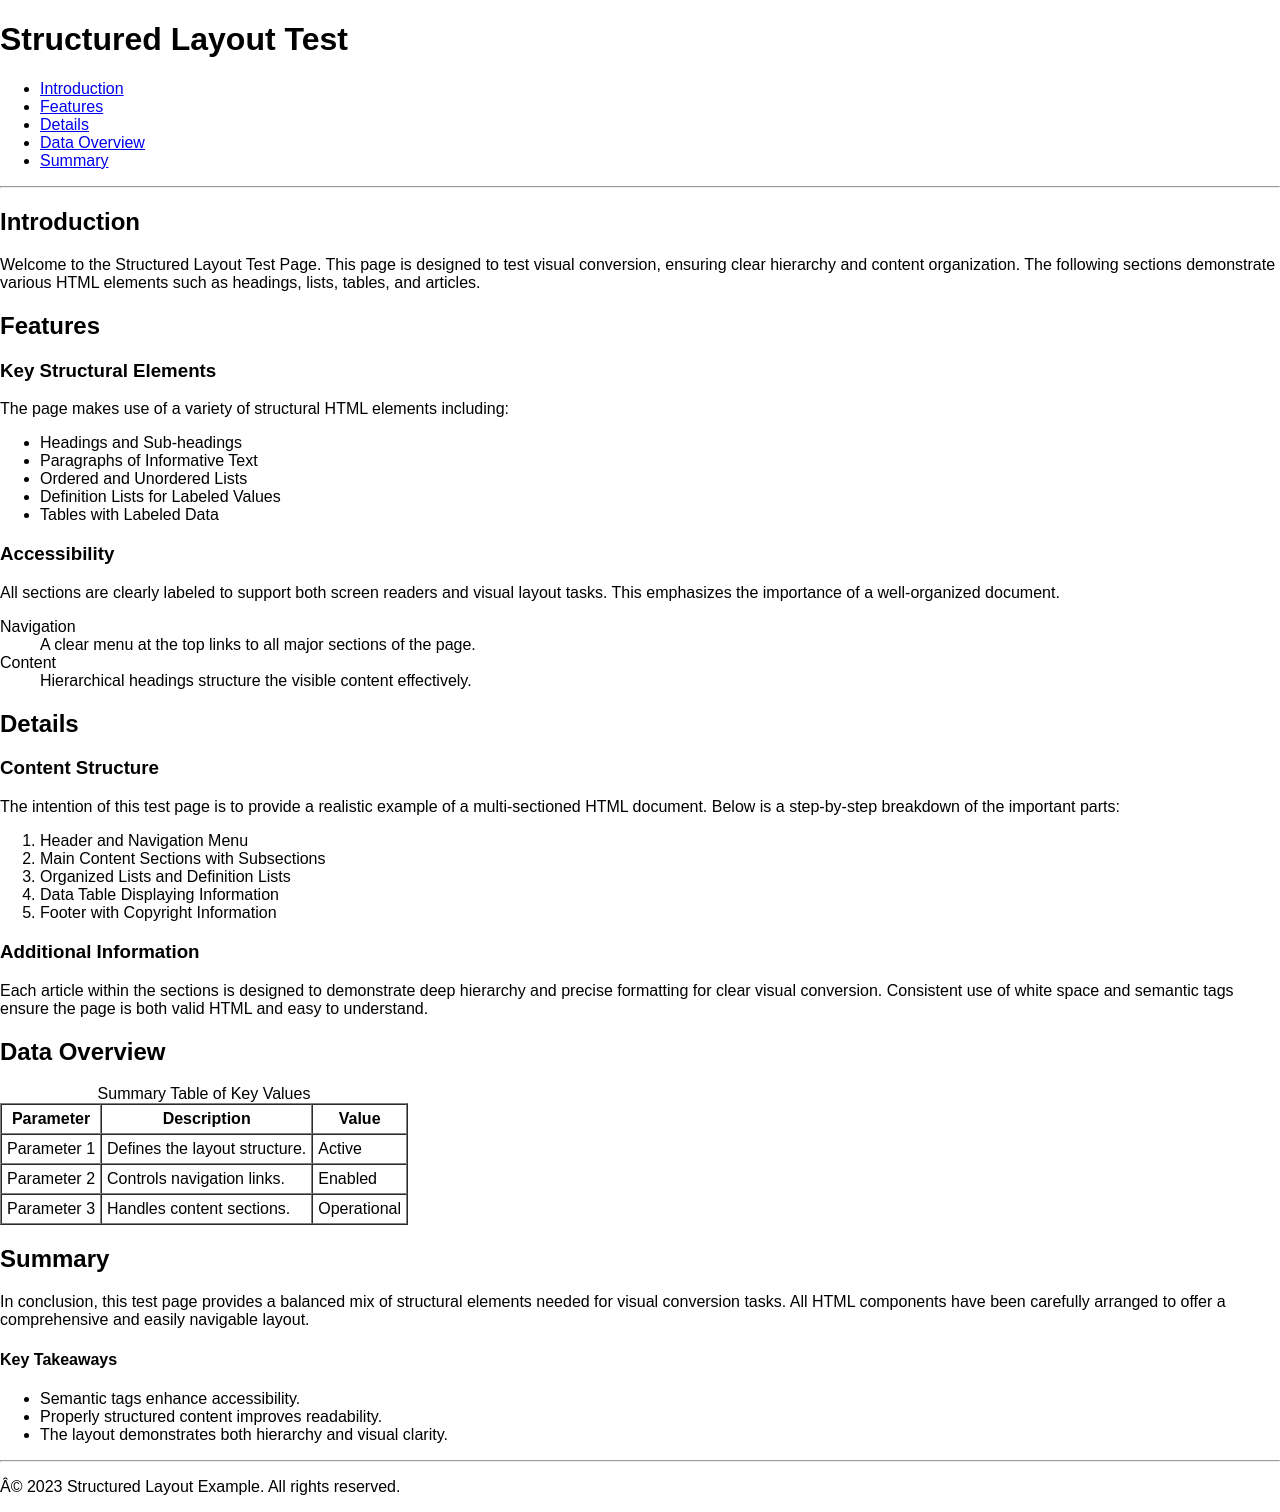 Structured Layout Test
Introduction
Features
Details
Data Overview
Summary
Introduction
Welcome to the Structured Layout Test Page. This page is designed to test visual conversion, ensuring clear hierarchy and content organization. The following sections demonstrate
various HTML elements such as headings, lists, tables, and articles.
Features
Key Structural Elements
The page makes use of a variety of structural HTML elements including:
Headings and Sub-headings
Paragraphs of Informative Text
Ordered and Unordered Lists
Definition Lists for Labeled Values
Tables with Labeled Data
Accessibility
All sections are clearly labeled to support both screen readers and visual layout tasks. This emphasizes the importance of a well-organized document.
Navigation
A clear menu at the top links to all major sections of the page.
Content
Hierarchical headings structure the visible content effectively.
Details
Content Structure
The intention of this test page is to provide a realistic example of a multi-sectioned HTML document. Below is a step-by-step breakdown of the important parts:
1. Header and Navigation Menu
2. Main Content Sections with Subsections
3. Organized Lists and Definition Lists
4. Data Table Displaying Information
5. Footer with Copyright Information
Additional Information
Each article within the sections is designed to demonstrate deep hierarchy and precise formatting for clear visual conversion. Consistent use of white space and semantic tags
ensure the page is both valid HTML and easy to understand.
Data Overview
Summary Table of Key Values
Parameter Description Value
Parameter 1 Defines the layout structure. Active
Parameter 2 Controls navigation links. Enabled
Parameter 3 Handles content sections. Operational
Summary
In conclusion, this test page provides a balanced mix of structural elements needed for visual conversion tasks. All HTML components have been carefully arranged to offer a
comprehensive and easily navigable layout.
Key Takeaways
Semantic tags enhance accessibility.
Properly structured content improves readability.
The layout demonstrates both hierarchy and visual clarity.
Â© 2023 Structured Layout Example. All rights reserved.